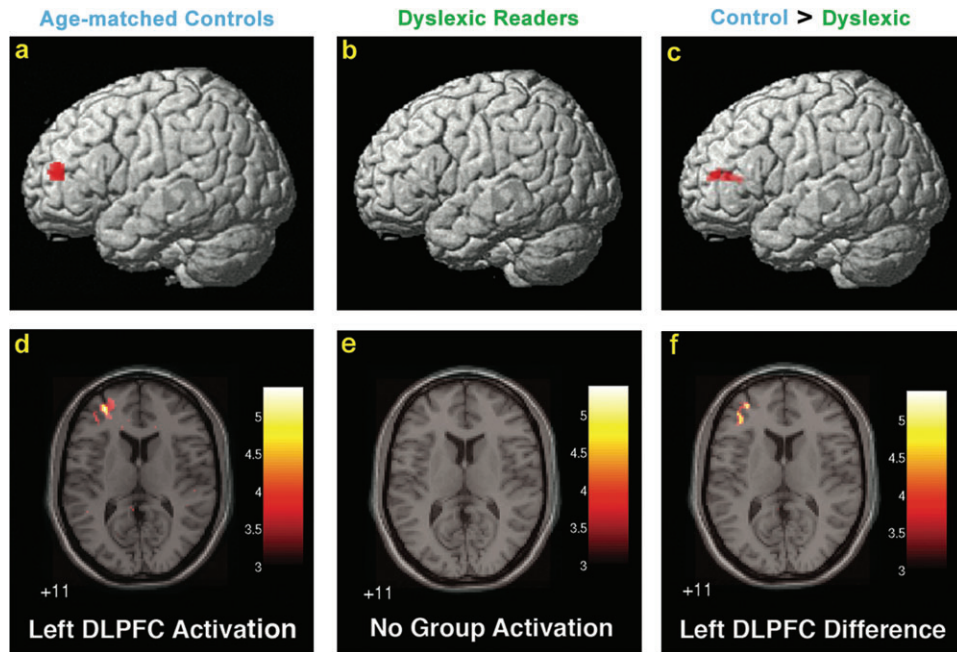 Age-matched Controls
Dyslexic Readers
Control > Dyslexic
a
b
c
d
5
4.5
4
3.5
3
+11
Left DLPFC Activation
e
5
4.5
4
3.5
3
+11
No Group Activation
f
5
4.5
4
3.5
3
+11
Left DLPFC Difference